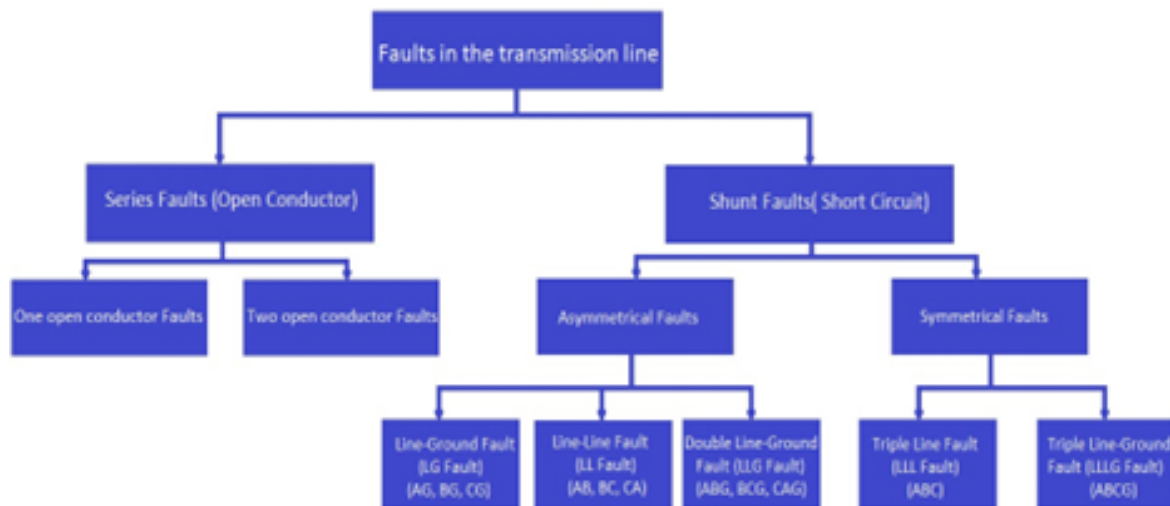 Faults in the transmission line
Series Faults (Open Conductor)
Shunt Faults( Short Circuit)
One open conductor Faults
Two open conductor Faults
Asymmetrical Faults
Symmetrical Faults
Line-Ground Fault
(LG Fault)
(AG, BG, CG)
Line-Line Fault
(LL Fault)
(AB, BC, CA)
Double Line-Ground
Fault (LLG Fault)
(ABG, BCG, CAG)
Triple Line Fault
(LLL Fault)
(ABC)
Triple Line-Ground
Fault (LLLG Fault)
(ABCG)